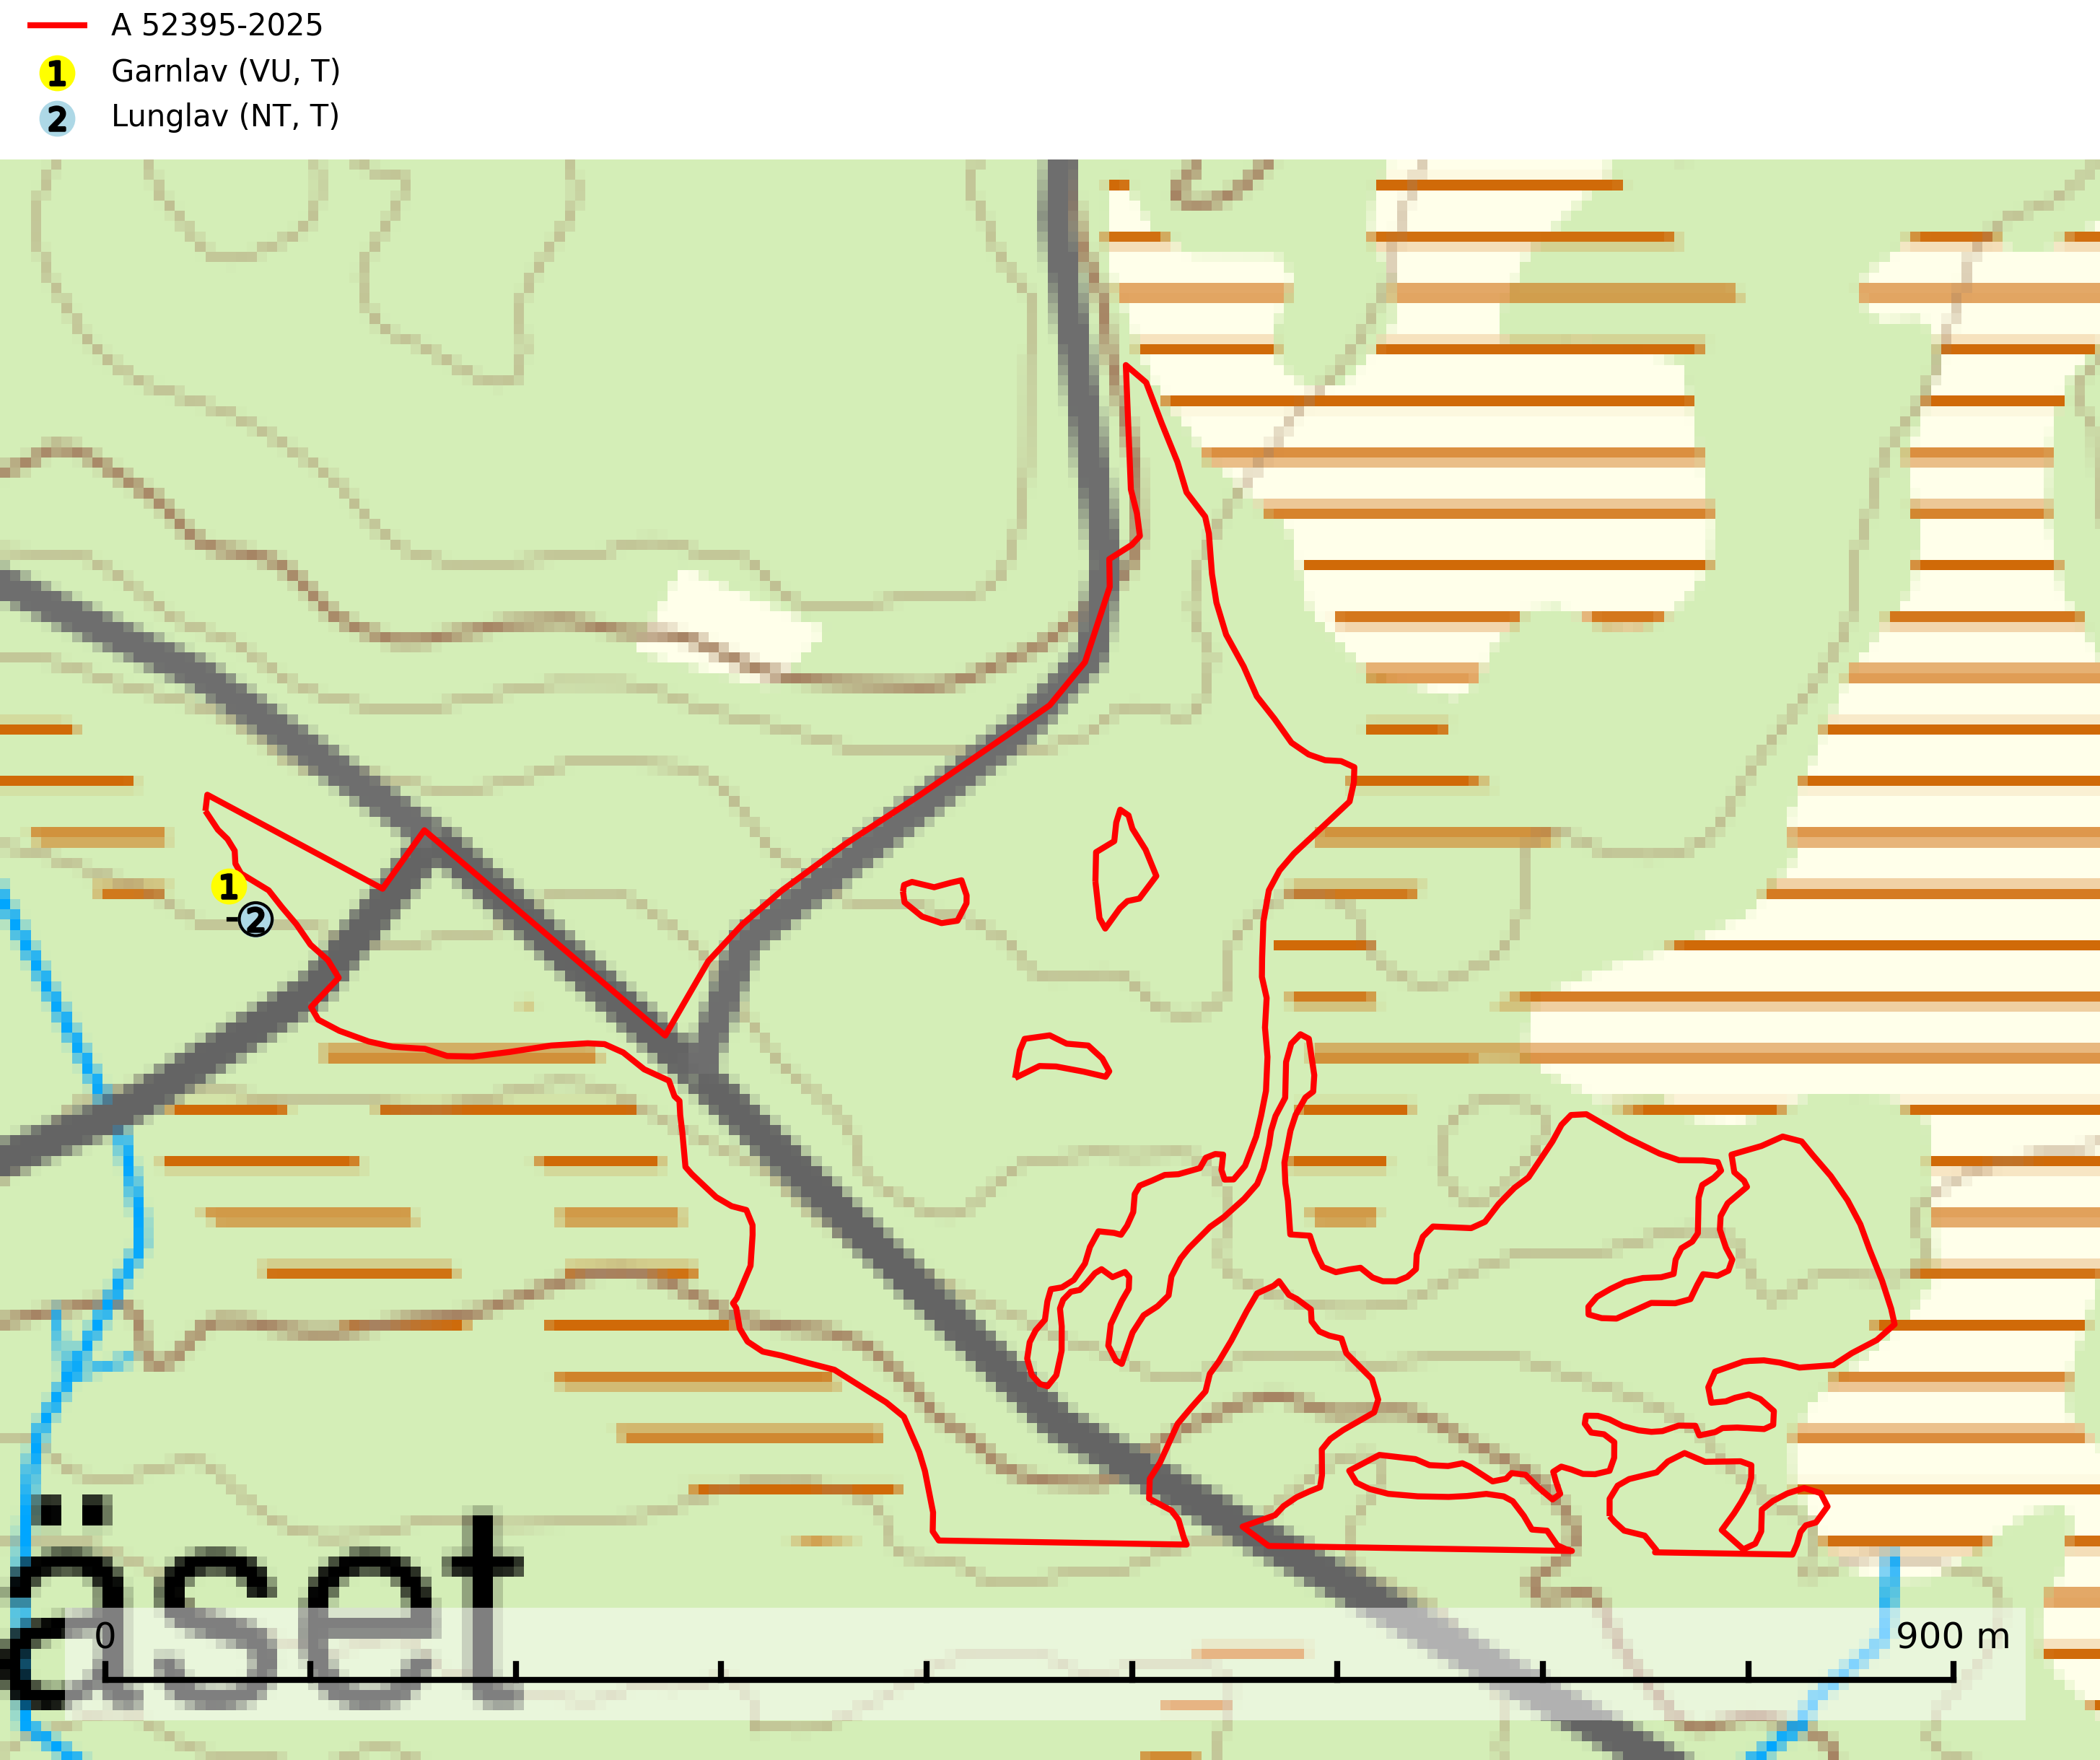 A 52395-2025
1 Garnlav (VU, T)
2 Lunglav (NT, T)
1
2
äset
0 900 m